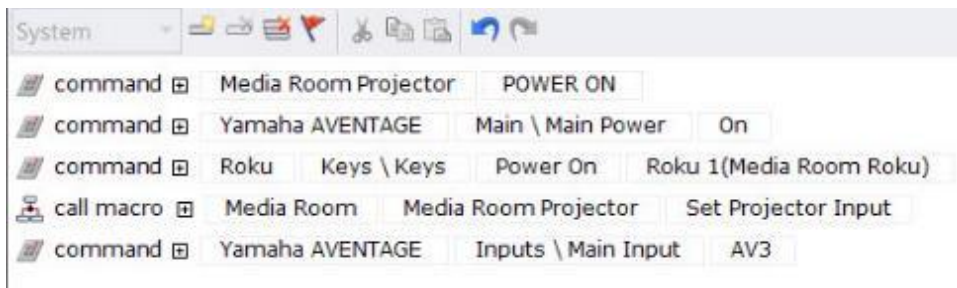 System
command Media Room Projector POWER ON
command Yamaha AVENTAGE Main \ Main Power On
command Roku Keys \ Keys Power On Roku 1(Media Room Roku)
call macro Media Room Media Room Projector Set Projector Input
command Yamaha AVENTAGE Inputs \ Main Input AV3